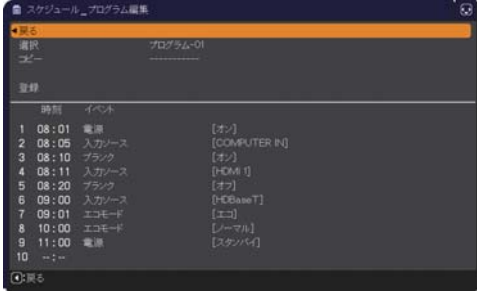 スケジュール_プログラム編集
◀戻る
選択 プログラム-01
コピー -----------
登録
時刻 イベント
1 08:01 電源 [オン]
2 08:05 入力ソース [COMPUTER IN]
3 08:10 ブランク [オン]
4 08:11 入力ソース [HDMI 1]
5 08:20 ブランク [オフ]
6 09:00 入力ソース [HDBaseT]
7 09:01 エコモード [エコ]
8 10:00 エコモード [ノーマル]
9 11:00 電源 [スタンバイ]
10 --:--
:戻る